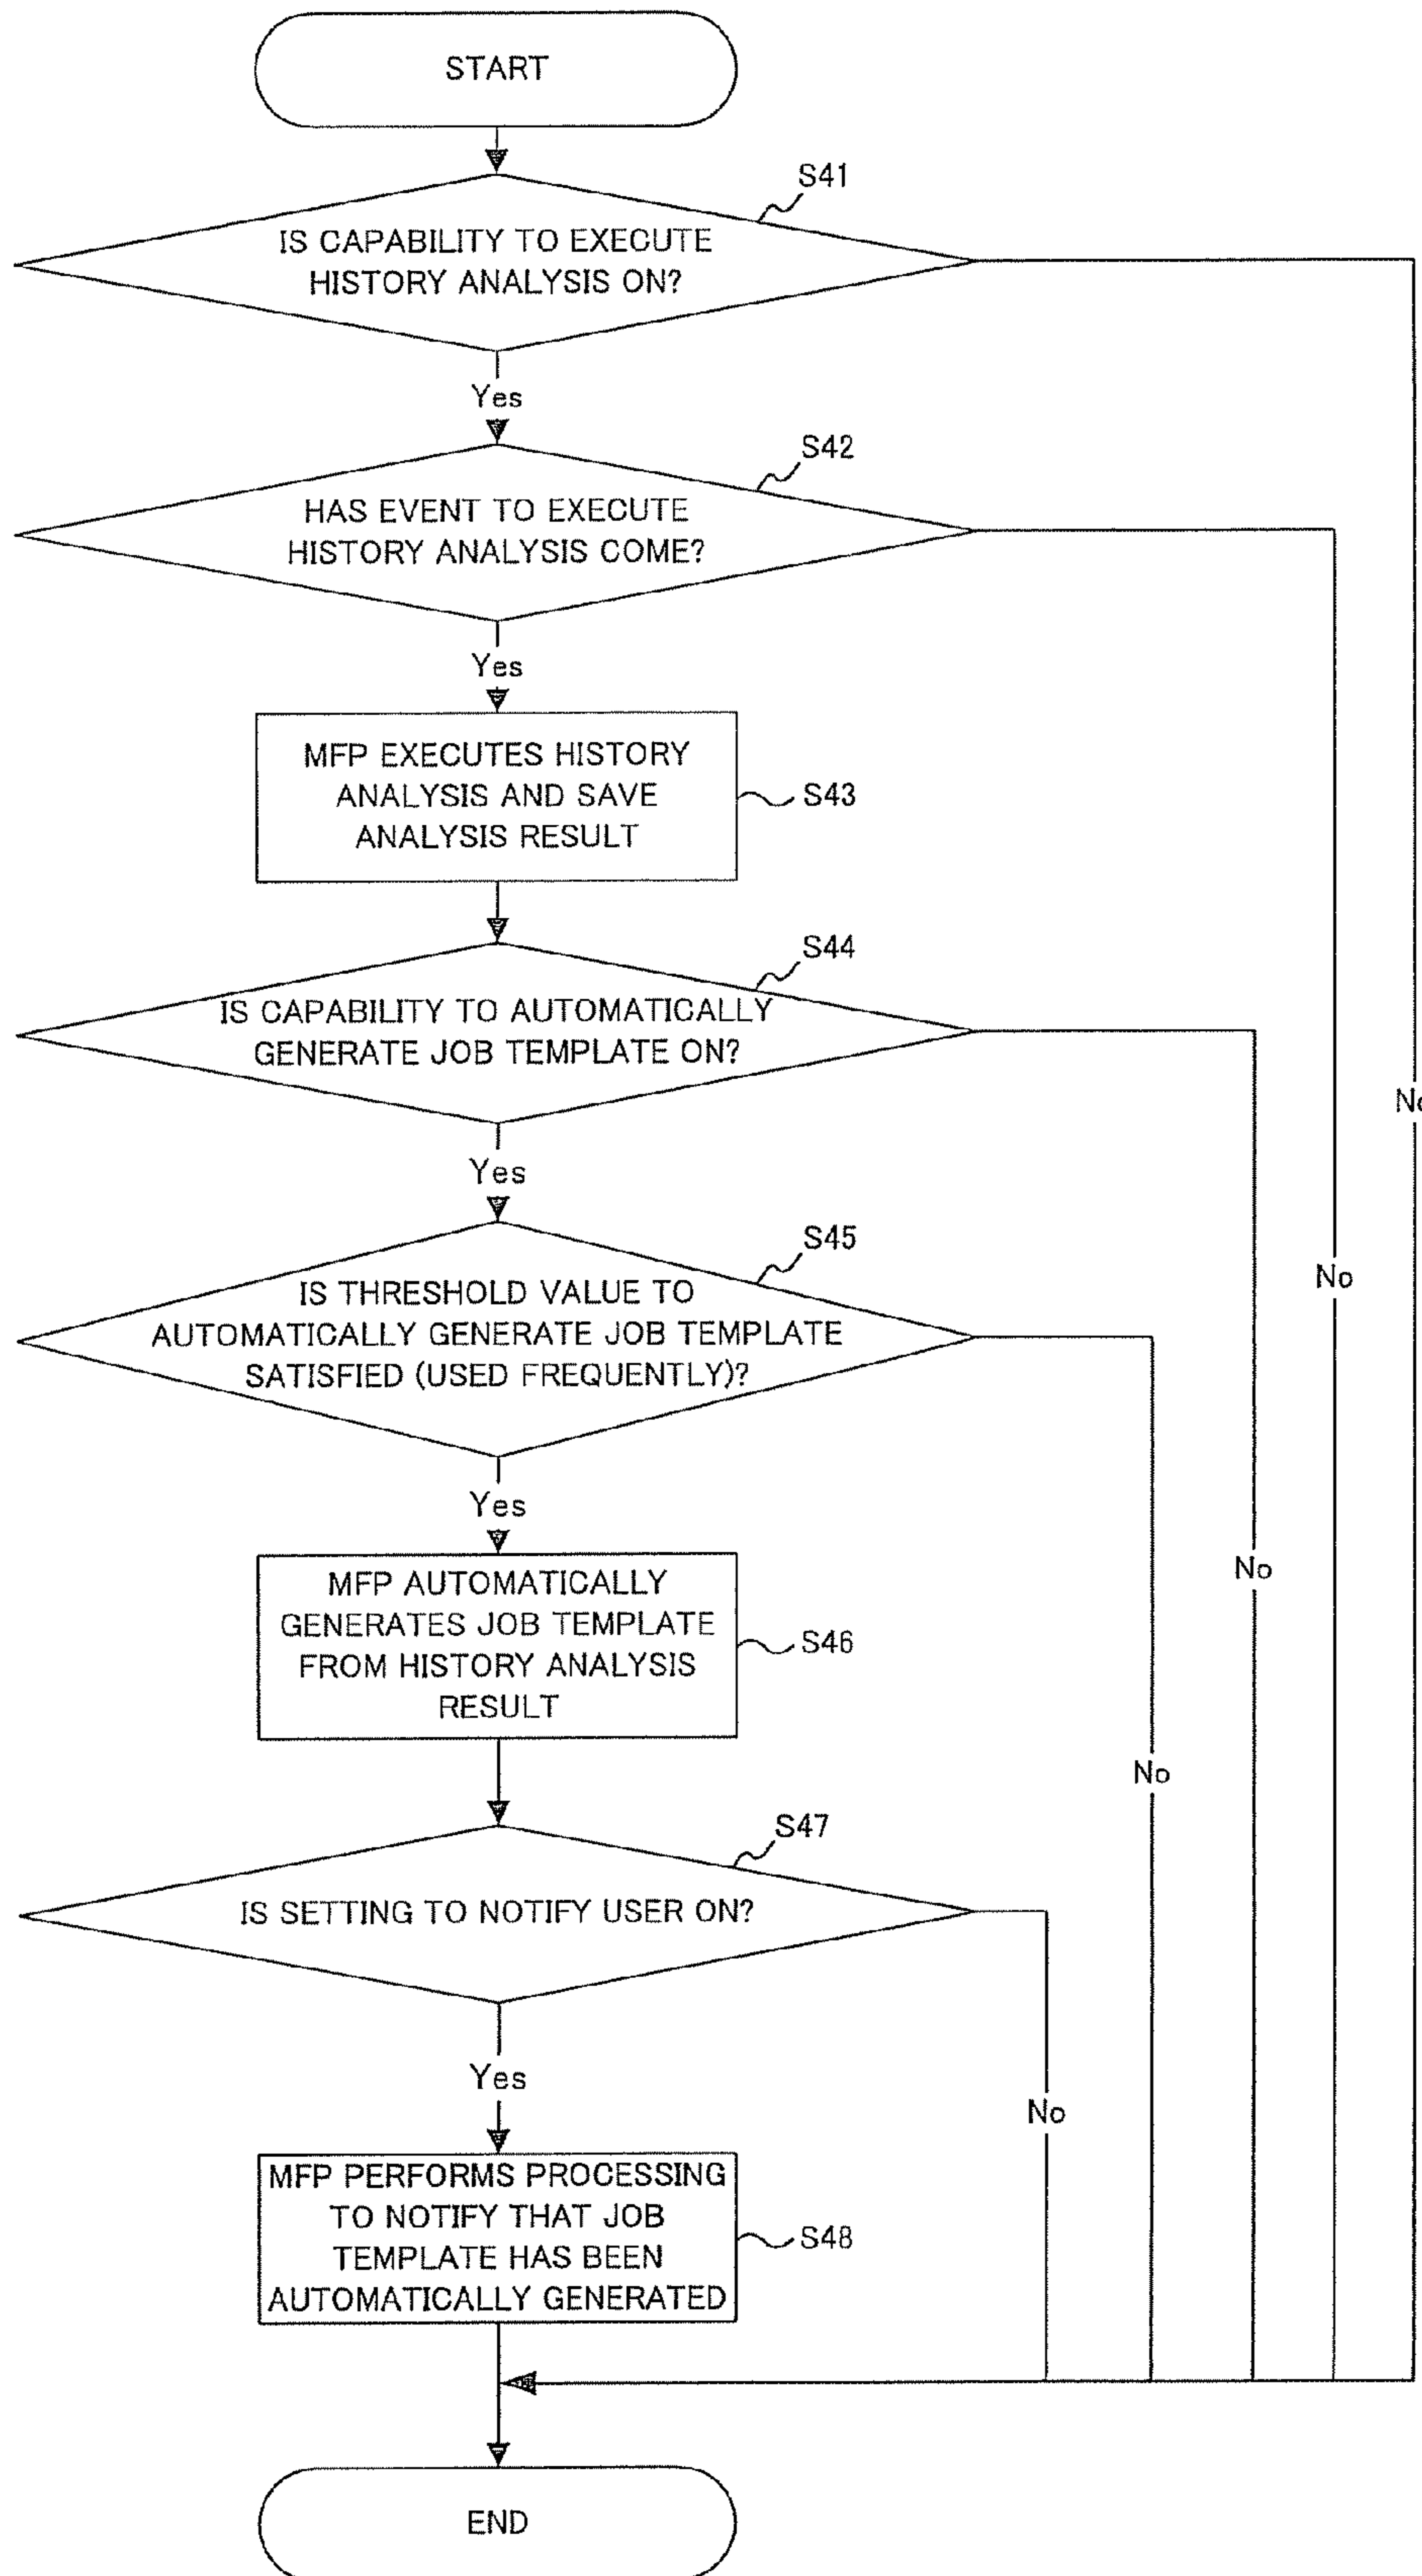 START
S41
IS CAPABILITY TO EXECUTE
HISTORY ANALYSIS ON?
Yes
S42
HAS EVENT TO EXECUTE
HISTORY ANALYSIS COME?
Yes
MFP EXECUTES HISTORY
ANALYSIS AND SAVE
ANALYSIS RESULT
S43
S44
IS CAPABILITY TO AUTOMATICALLY
GENERATE JOB TEMPLATE ON?
No
Yes
S45
IS THRESHOLD VALUE TO
AUTOMATICALLY GENERATE JOB TEMPLATE
SATISFIED (USED FREQUENTLY)?
No
Yes
No
MFP AUTOMATICALLY
GENERATES JOB TEMPLATE
FROM HISTORY ANALYSIS
RESULT
S46
No
S47
IS SETTING TO NOTIFY USER ON?
Yes
No
MFP PERFORMS PROCESSING
TO NOTIFY THAT JOB
TEMPLATE HAS BEEN
AUTOMATICALLY GENERATED
S48
END